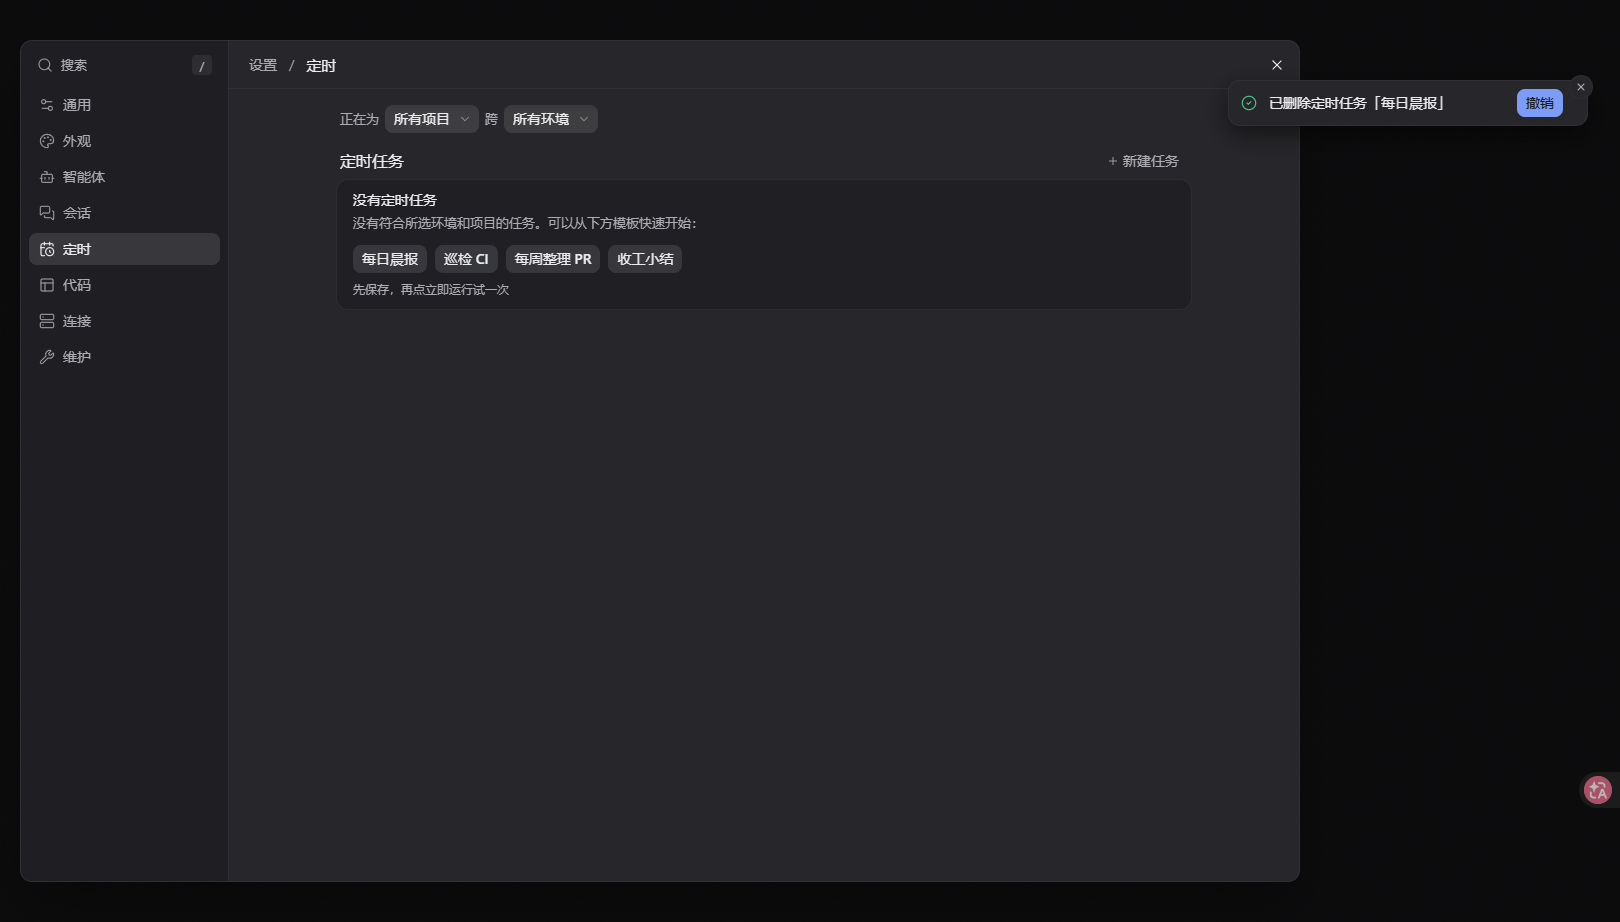 搜索 /
通用
外观
智能体
会话
定时
代码
连接
维护
设置 / 定时
正在为 所有项目 跨 所有环境
定时任务
+ 新建任务
没有定时任务
没有符合所选环境和项目的任务。可以从下方模板快速开始：
每日晨报 巡检 CI 每周整理 PR 收工小结
先保存，再点立即运行试一次
已删除定时任务「每日晨报」 撤销